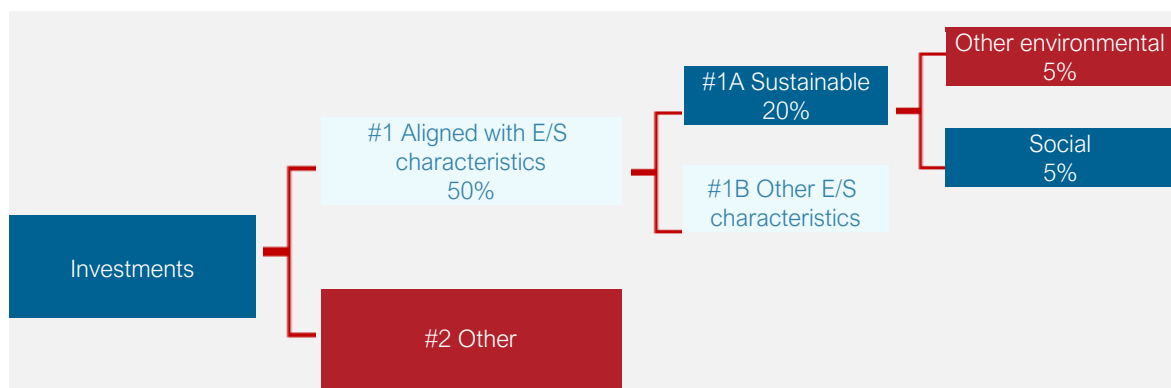 Investments
#1 Aligned with E/S
characteristics
50%
#2 Other
#1A Sustainable
20%
#1B Other E/S
characteristics
Other environmental
5%
Social
5%